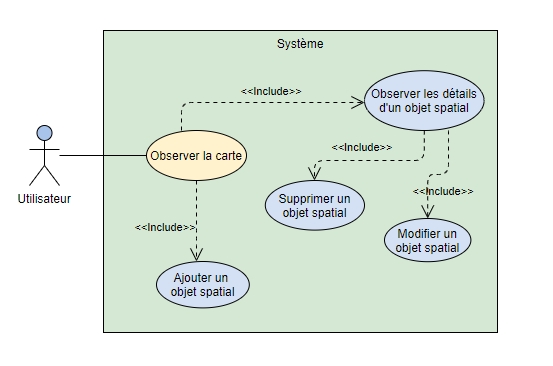 Système
<<Include>>
Observer les détails
d'un objet spatial
Observer la carte
<<Include>>
Utilisateur
<<Include>>
Supprimer un
objet spatial
<<Include>>
Modifier un
objet spatial
Ajouter un
objet spatial